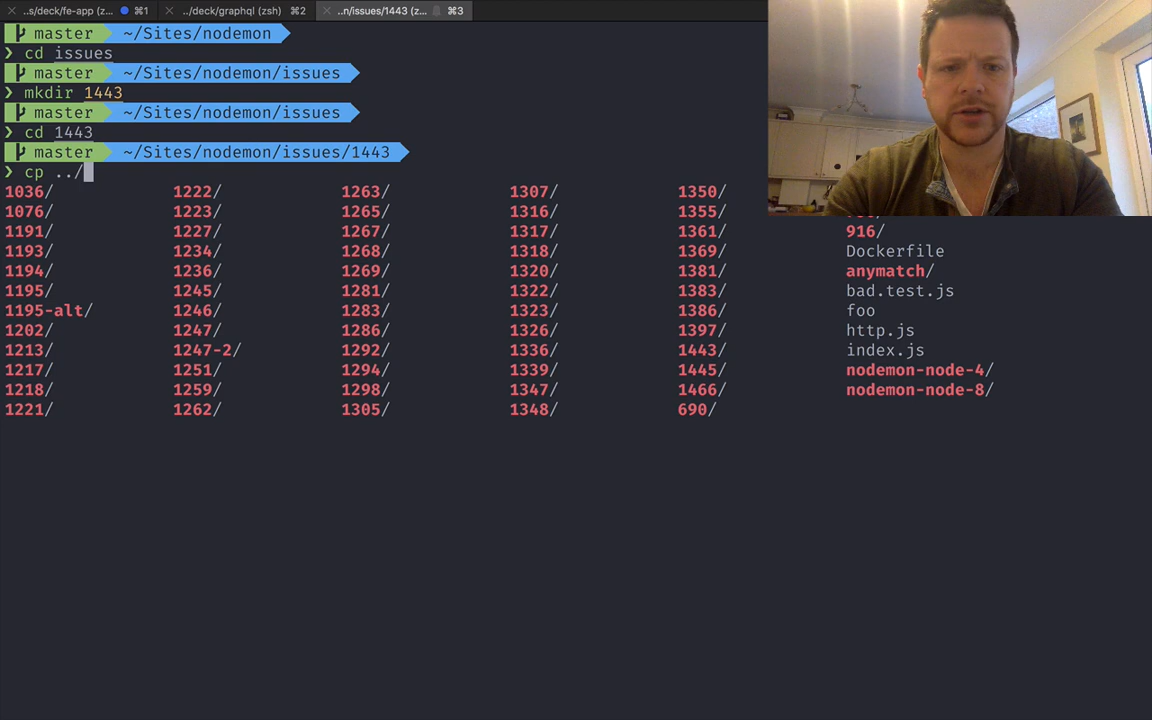 ..s/deck/fe-app (z... ⌘1 ../deck/graphql (zsh) ⌘2 ..n/issues/1443 (z... ⌘3
master ~/Sites/nodemon
❯ cd issues
master ~/Sites/nodemon/issues
❯ mkdir 1443
master ~/Sites/nodemon/issues
❯ cd 1443
master ~/Sites/nodemon/issues/1443
❯ cp ../
1036/ 1222/ 1263/ 1307/ 1350/
1076/ 1223/ 1265/ 1316/ 1355/
1191/ 1227/ 1267/ 1317/ 1361/ 916/
1193/ 1234/ 1268/ 1318/ 1369/ Dockerfile
1194/ 1236/ 1269/ 1320/ 1381/ anymatch/
1195/ 1245/ 1281/ 1322/ 1383/ bad.test.js
1195-alt/ 1246/ 1283/ 1323/ 1386/ foo
1202/ 1247/ 1286/ 1326/ 1397/ http.js
1213/ 1247-2/ 1292/ 1336/ 1443/ index.js
1217/ 1251/ 1294/ 1339/ 1445/ nodemon-node-4/
1218/ 1259/ 1298/ 1347/ 1466/ nodemon-node-8/
1221/ 1262/ 1305/ 1348/ 690/